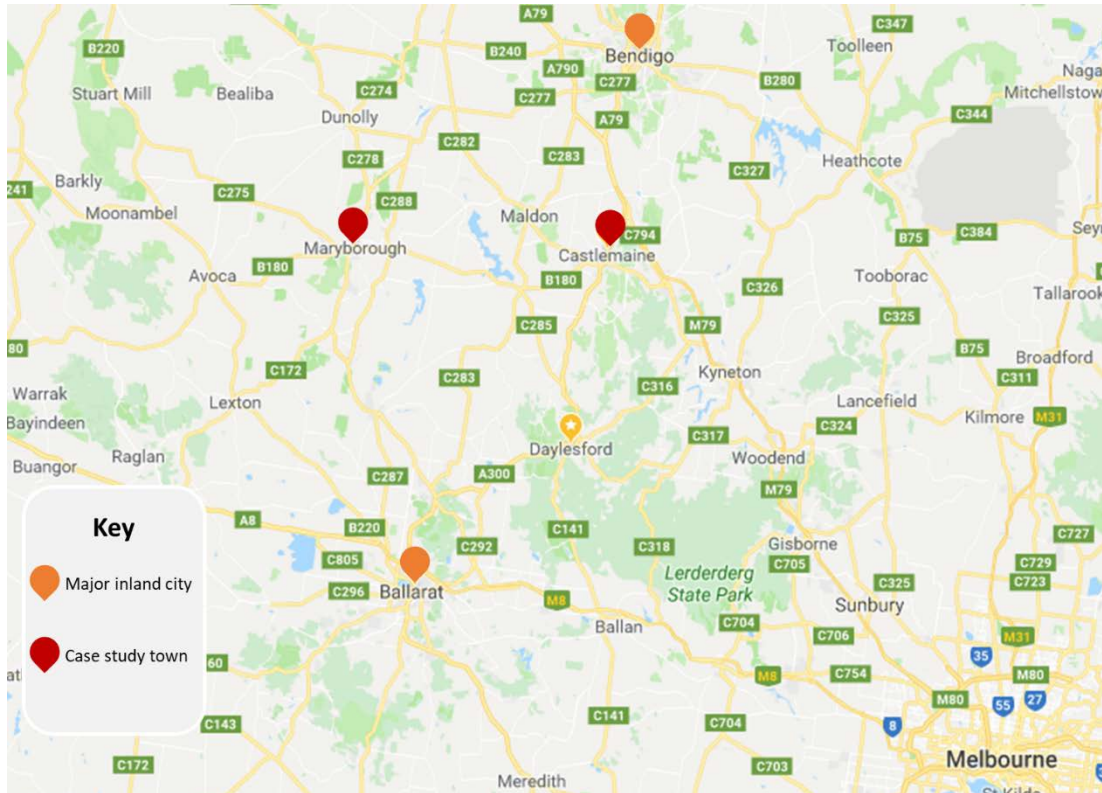 A79
C347
B220
B240
Bendigo
Toolleen
A790
C277
B280
Naga
Stuart Mill
Bealiba
C274
C277
Mitchellstow
Dunolly
A79
C344
C282
C278
C283
Heathcote
Barkly
C327
241
C275
C288
Moonambel
Maldon
C794
C384
Sey
Maryborough
Castlemaine
B75
B180
Avoca
B180
Tooborac
C326
Tallarook
C285
M79
C325
80
B75
Broadford
C172
Kyneton
C283
C311
Warrak
C316
Lexton
Lancefield
Bayindeen
Kilmore
M31
C324
Daylesford
C317
Raglan
Woodend
Buangor
A300
C287
M79
Key
A8
B220
C141
C727
C292
C318
Gisborne
C805
C729
Major inland city
C705
C723
Ballarat
C296
Lerderderg
State Park
C325
M8
Sunbury
Ballan
C704
C706
M31
Case study town
35
60
M8
C754
M80
M80
27
55
C143
C141
C704
8
Melbourne
C172
C703
Meredith
St Kilda